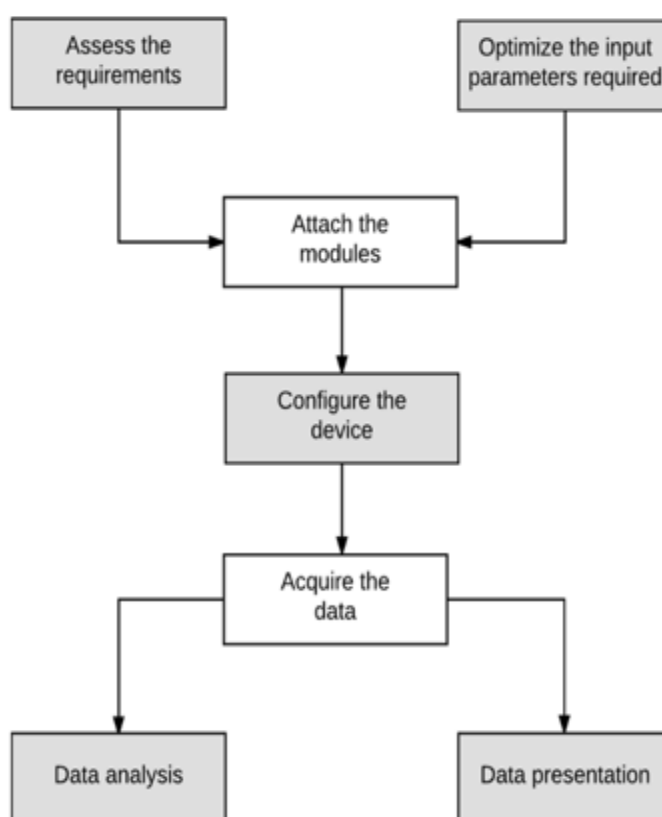 Assess the
requirements
Optimize the input
parameters required
Attach the
modules
Configure the
device
Acquire the
data
Data analysis
Data presentation